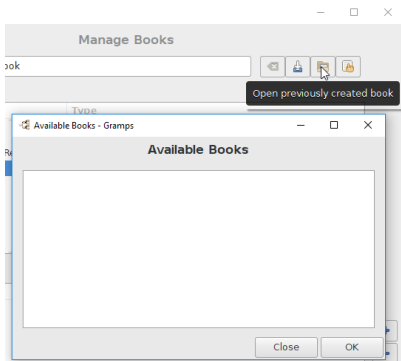 Manage Books
ook
Open previously created book
Type
Available Books - Gramps
Re
Available Books
Close
OK